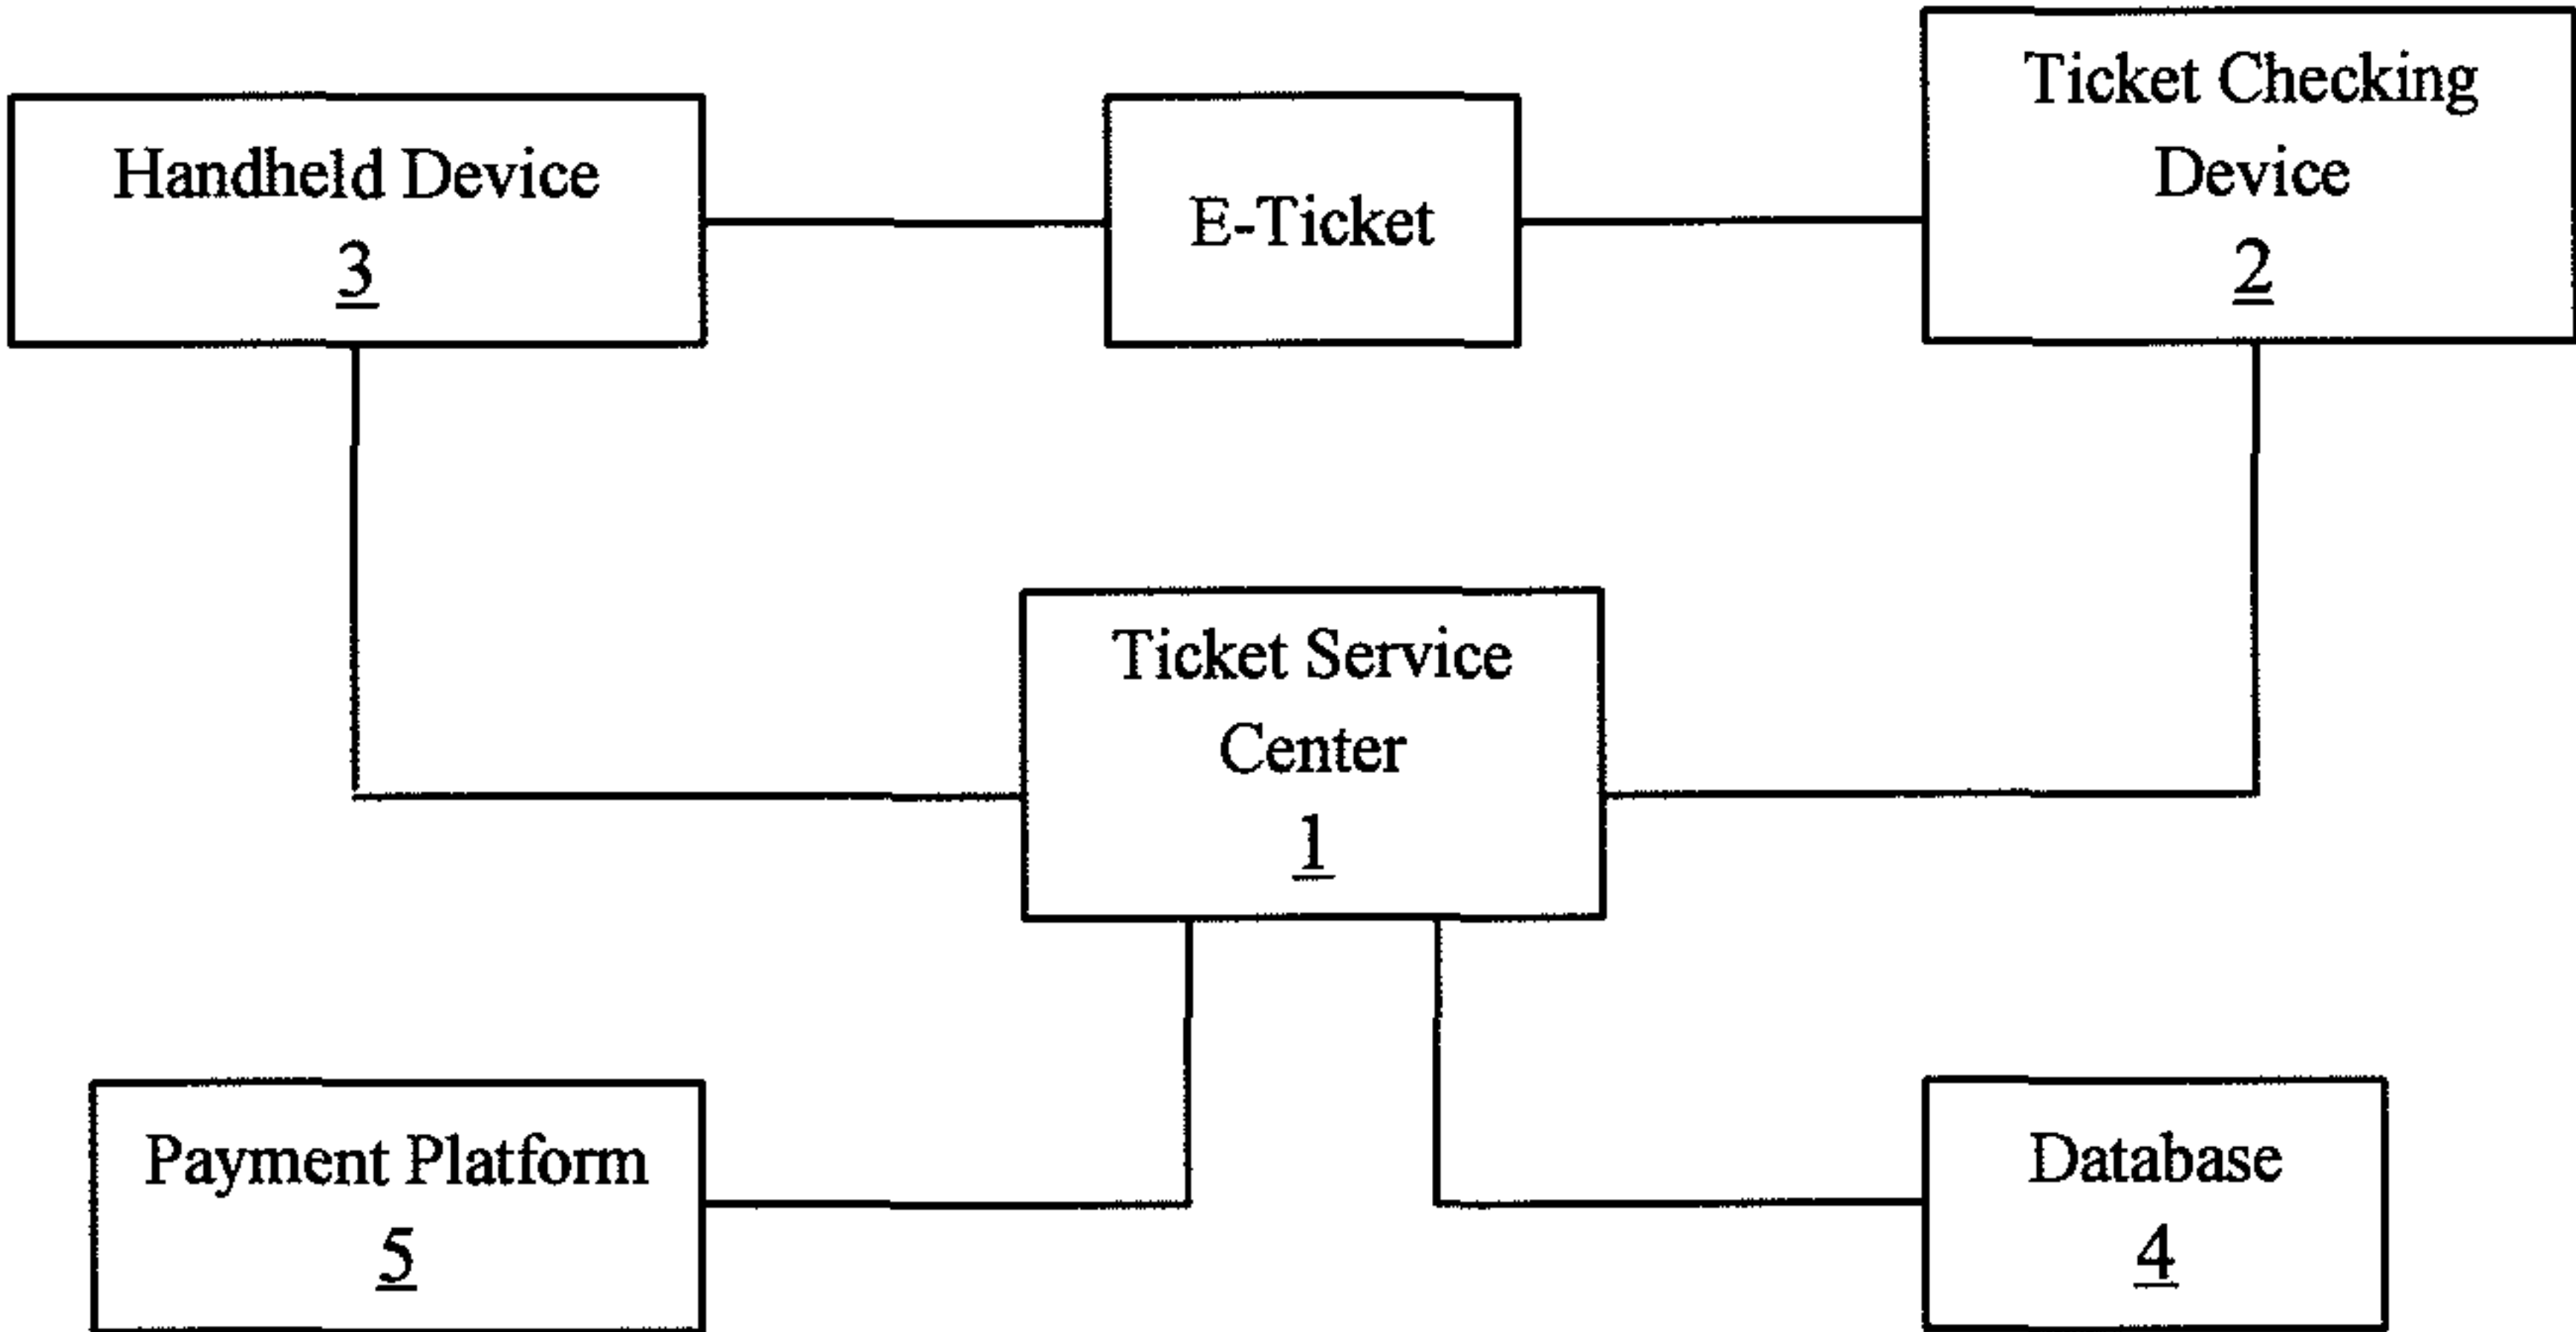 Handheld Device
3
E-Ticket
Ticket Checking
Device
2
Ticket Service
Center
1
Payment Platform
5
Database
4